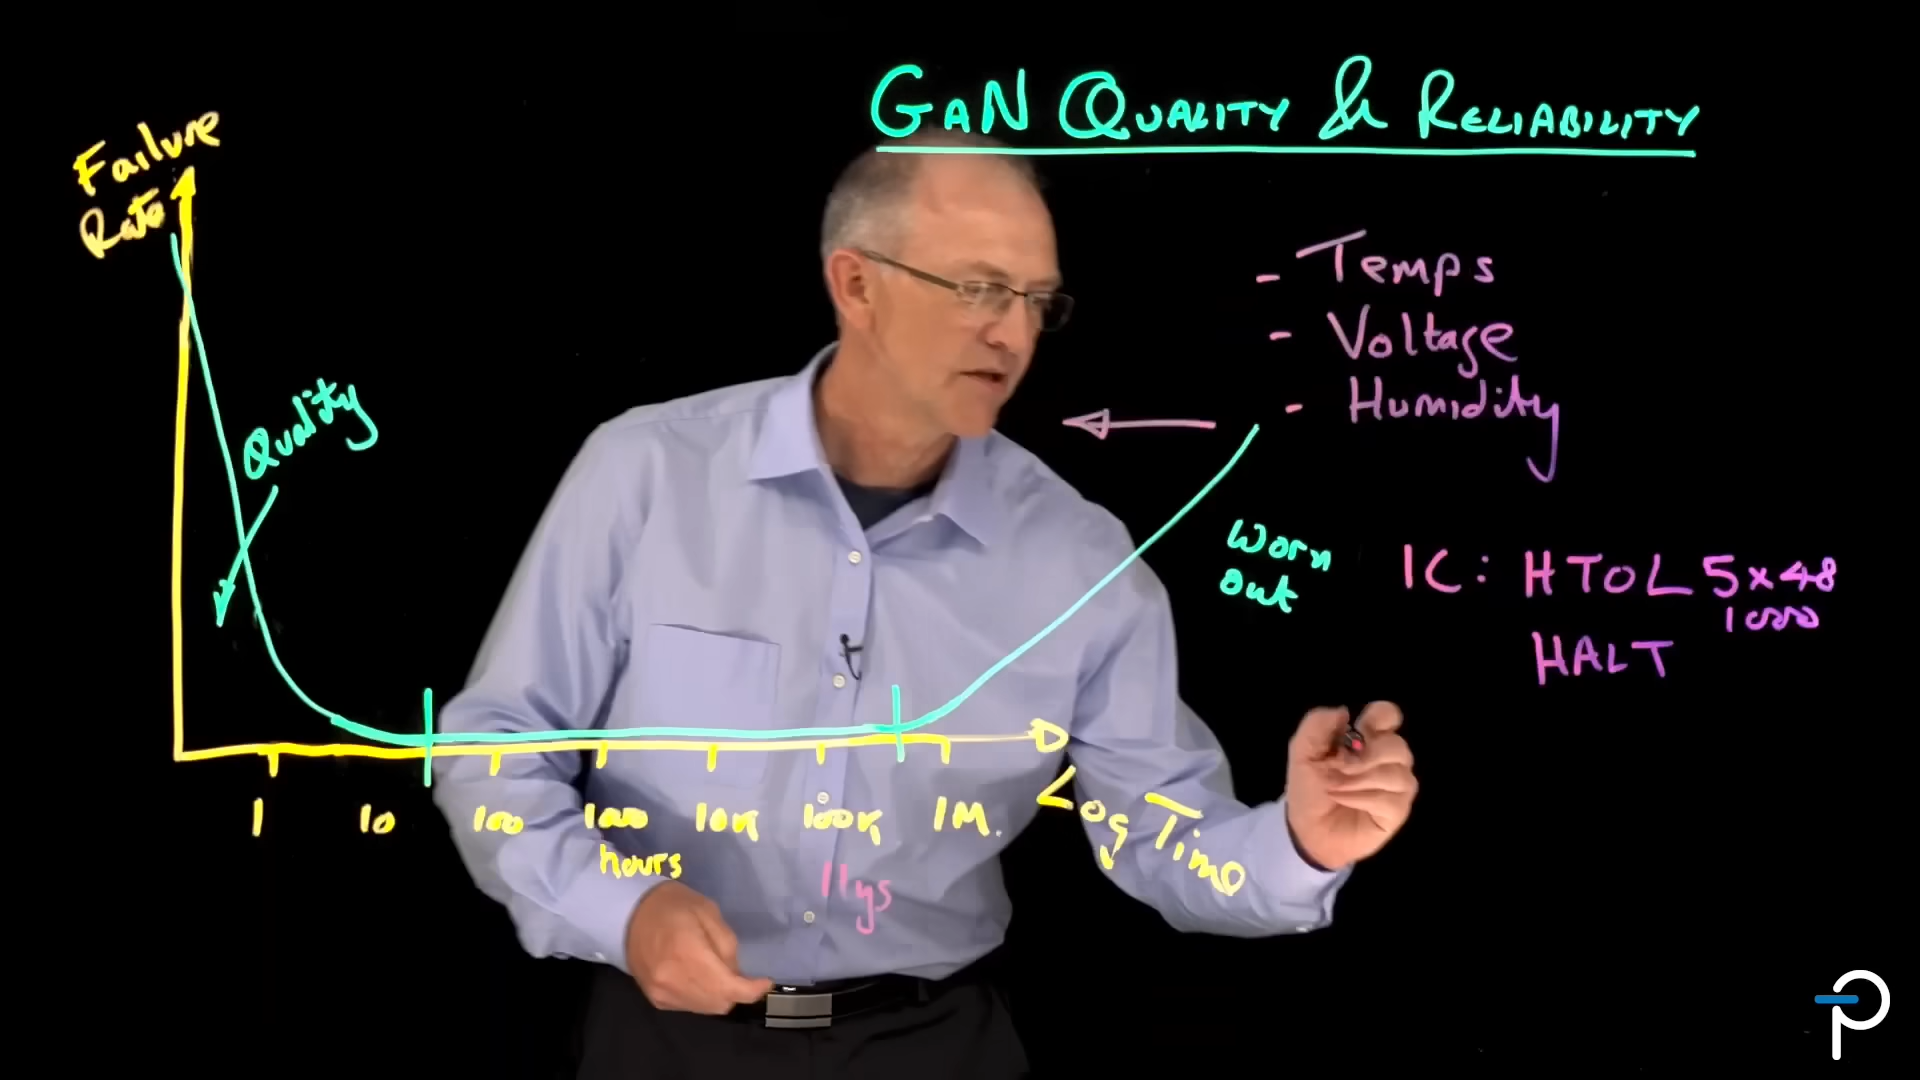 GaN Quality & Reliability
Failure
Rate
- Temps
- Voltage
- Humidity
Quality
Worn
out
IC: HTOL 5x48
1000
HALT
1 10 100 1000 10K 100K 1M.
hours
11ys
Log Time